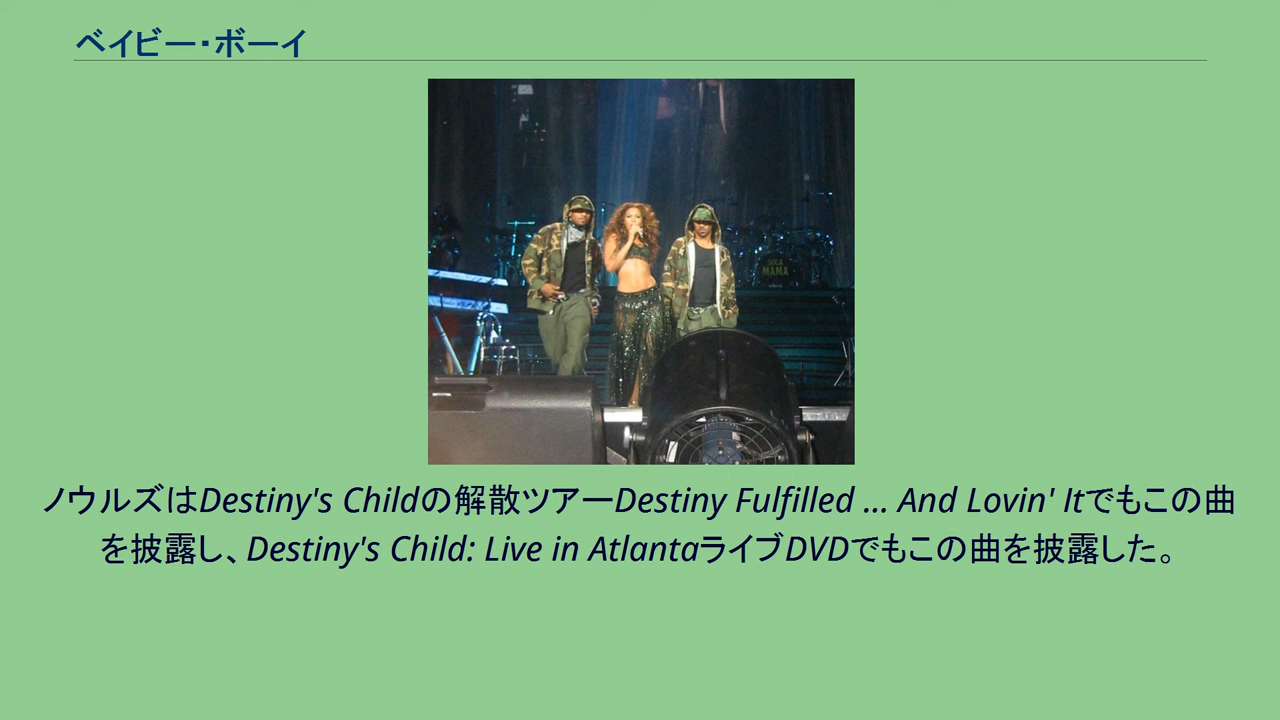 ベイビー・ボーイ
MAMA
ノウルズはDestiny's Childの解散ツアーDestiny Fulfilled ... And Lovin' Itでもこの曲
を披露し、Destiny's Child: Live in AtlantaライブDVDでもこの曲を披露した。